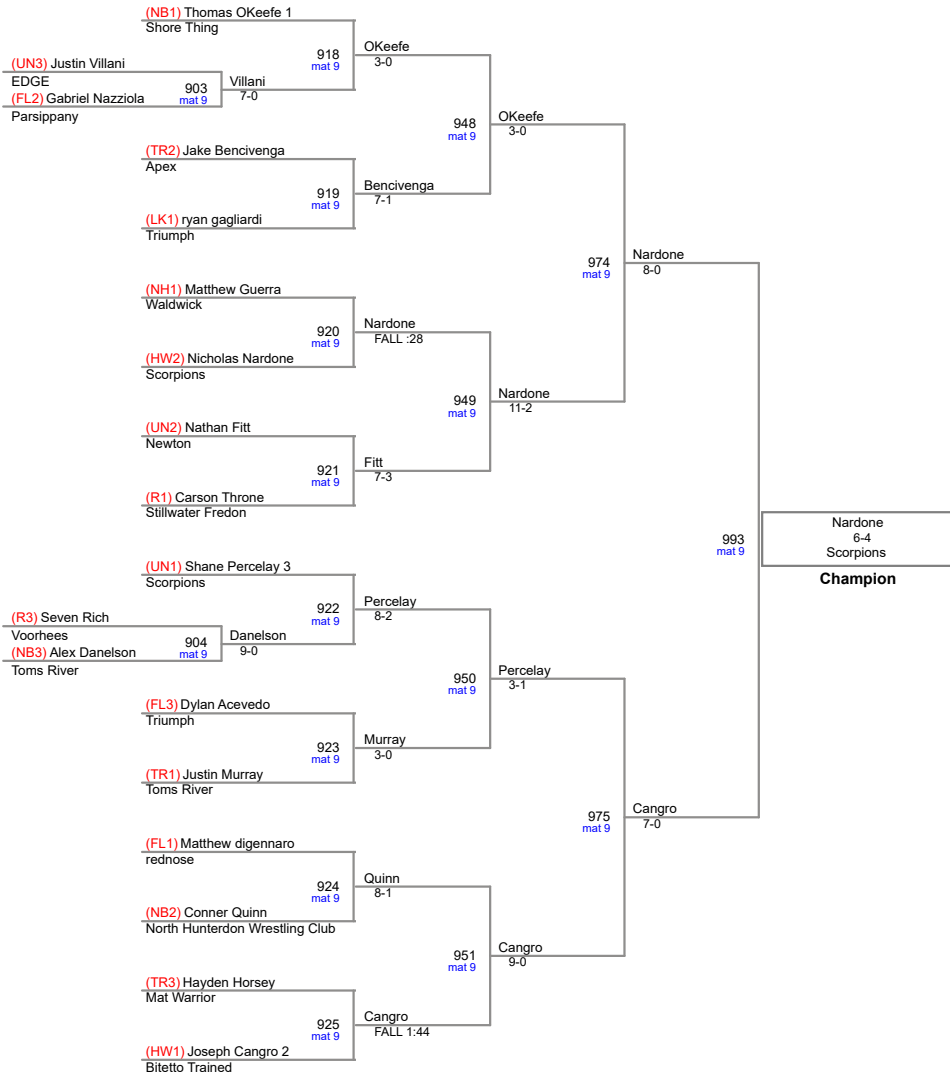 (NB1) Thomas OKeefe 1
Shore Thing
918
mat 9
OKeefe
3-0
(UN3) Justin Villani
EDGE
903
mat 9
Villani
7-0
(FL2) Gabriel Nazziola
Parsippany
948
mat 9
OKeefe
3-0
(TR2) Jake Bencivenga
Apex
919
mat 9
Bencivenga
7-1
(LK1) ryan gagliardi
Triumph
974
mat 9
Nardone
8-0
(NH1) Matthew Guerra
Waldwick
920
mat 9
Nardone
FALL :28
(HW2) Nicholas Nardone
Scorpions
949
mat 9
Nardone
11-2
(UN2) Nathan Fitt
Newton
921
mat 9
Fitt
7-3
(R1) Carson Throne
Stillwater Fredon
993
mat 9
Nardone
6-4
Scorpions
Champion
(UN1) Shane Percelay 3
Scorpions
922
mat 9
Percelay
8-2
(R3) Seven Rich
Voorhees
904
mat 9
Danelson
9-0
(NB3) Alex Danelson
Toms River
950
mat 9
Percelay
3-1
(FL3) Dylan Acevedo
Triumph
923
mat 9
Murray
3-0
(TR1) Justin Murray
Toms River
975
mat 9
Cangro
7-0
(FL1) Matthew digennaro
rednose
924
mat 9
Quinn
8-1
(NB2) Conner Quinn
North Hunterdon Wrestling Club
951
mat 9
Cangro
9-0
(TR3) Hayden Horsey
Mat Warrior
925
mat 9
Cangro
FALL 1:44
(HW1) Joseph Cangro 2
Bitetto Trained